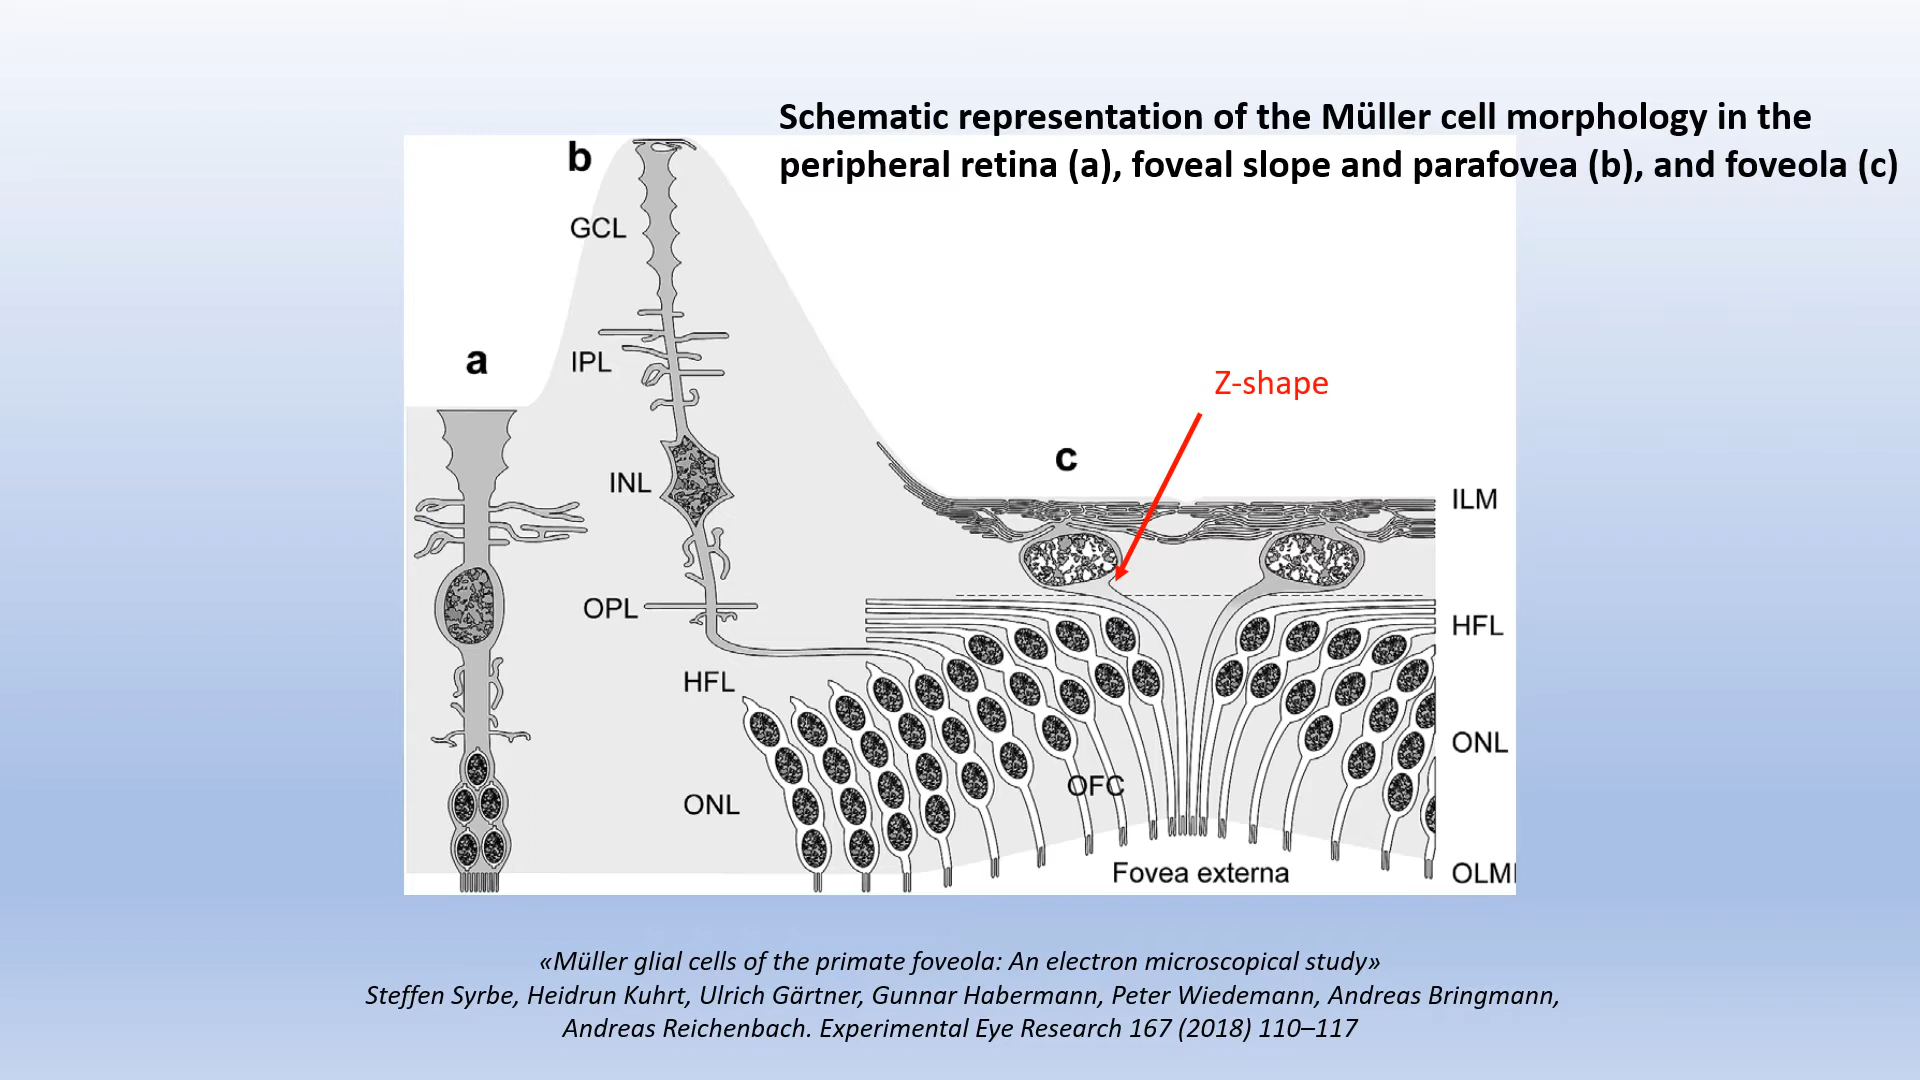 Schematic representation of the Müller cell morphology in the
peripheral retina (a), foveal slope and parafovea (b), and foveola (c)
b
GCL
IPL
a
Z-shape
c
INL
ILM
OPL
HFL
HFL
ONL
OFC
ONL
Fovea externa
OLM
«Müller glial cells of the primate foveola: An electron microscopical study»
Steffen Syrbe, Heidrun Kuhrt, Ulrich Gärtner, Gunnar Habermann, Peter Wiedemann, Andreas Bringmann,
Andreas Reichenbach. Experimental Eye Research 167 (2018) 110–117